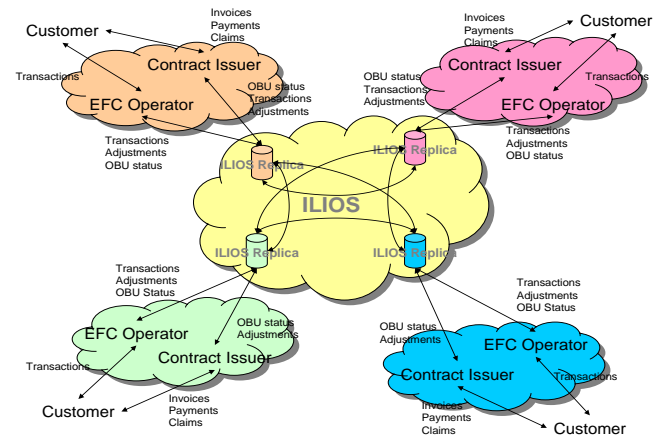 Customer
Invoices
Payments
Claims
Contract Issuer
Transactions
EFC Operator
OBU status
Transactions
Adjustments
Transactions
Adjustments
OBU status
Customer
Invoices
Payments
Claims
Contract Issuer
OBU status
Transactions
Adjustments
Transactions
EFC Operator
Transactions
Adjustments
OBU status
ILIOS Replica
ILIOS Replica
ILIOS
ILIOS Replica
ILIOS Replica
Transactions
Adjustments
OBU Status
EFC Operator
OBU status
Adjustments
Contract Issuer
Transactions
Customer
Invoices
Payments
Claims
Transactions
Adjustments
OBU Status
OBU status
Adjustments
EFC Operator
Contract Issuer
Transactions
Invoices
Payments
Claims
Customer